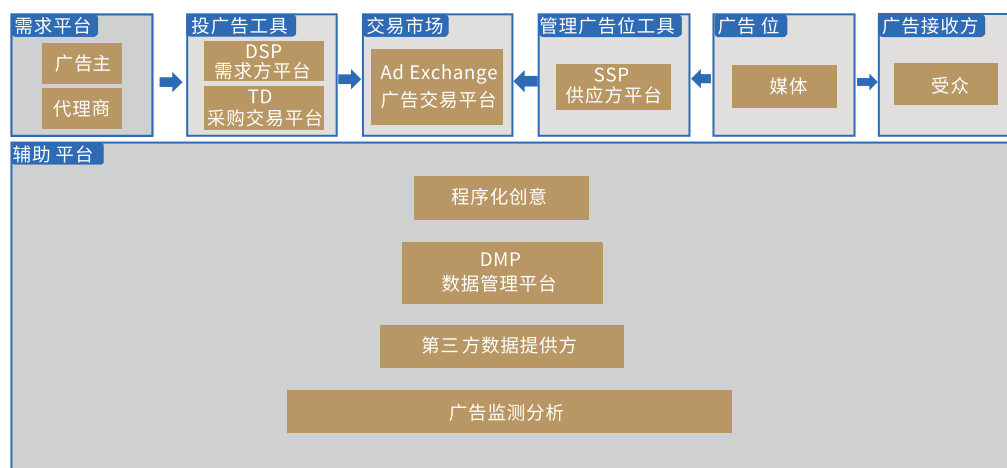 需求平台
广告主
代理商
投广告工具
DSP
需求方平台
TD
采购交易平台
交易市场
Ad Exchange
广告交易平台
管理广告位工具
SSP
供应方平台
广告 位
媒体
广告接收方
受众
辅助 平台
程序化创意
DMP
数据管理平台
第三方数据提供方
广告监测分析